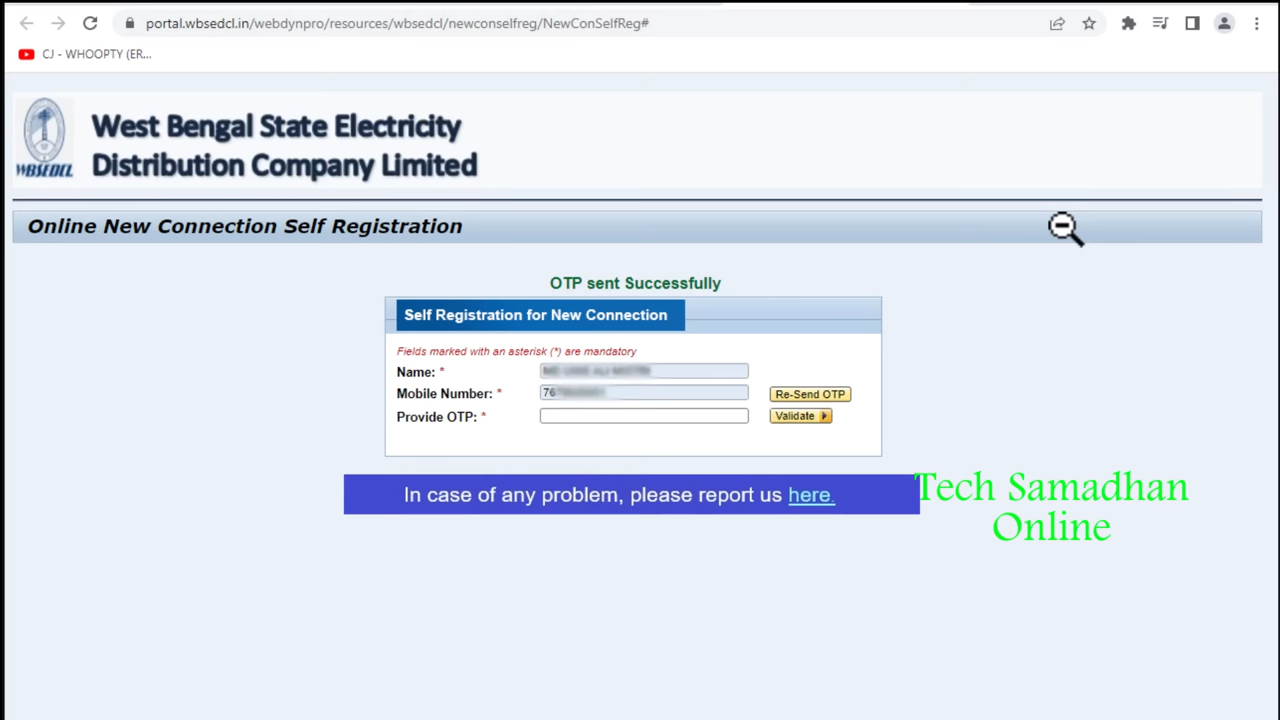 portal.wbsedcl.in/webdynpro/resources/wbsedcl/newconselfreg/NewConSelfReg#
CJ - WHOOPTY (ER...
WBSEDCL
West Bengal State Electricity
Distribution Company Limited
Online New Connection Self Registration
OTP sent Successfully
Self Registration for New Connection
Fields marked with an asterisk (*) are mandatory
Name: *
Mobile Number: * 76 Re-Send OTP
Provide OTP: * Validate
In case of any problem, please report us here.
Tech Samadhan
Online